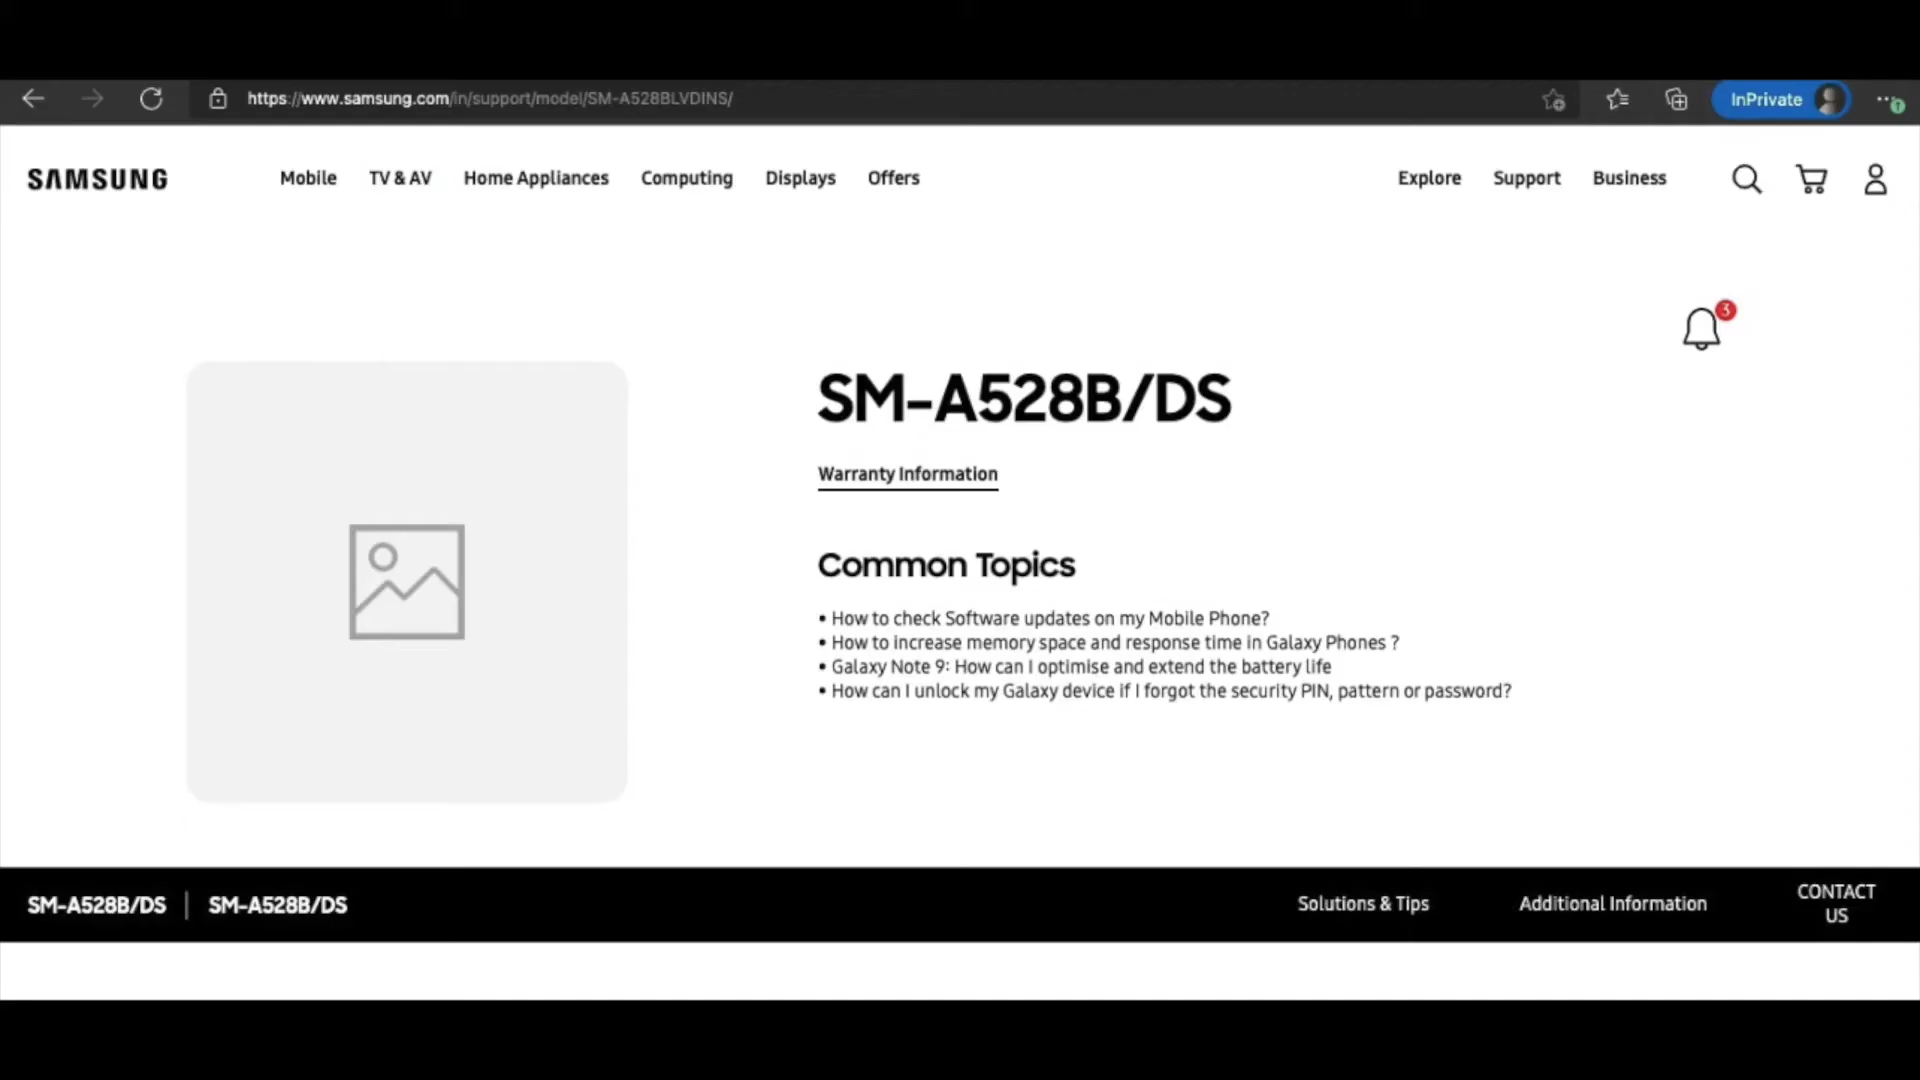 https://www.samsung.com/in/support/model/SM-A528BLVDINS/
InPrivate
SAMSUNG
Mobile
TV & AV
Home Appliances
Computing
Displays
Offers
Explore
Support
Business
3
SM-A528B/DS
Warranty Information
Common Topics
• How to check Software updates on my Mobile Phone?
• How to increase memory space and response time in Galaxy Phones ?
• Galaxy Note 9: How can I optimise and extend the battery life
• How can I unlock my Galaxy device if I forgot the security PIN, pattern or password?
SM-A528B/DS | SM-A528B/DS
Solutions & Tips
Additional Information
CONTACT
US